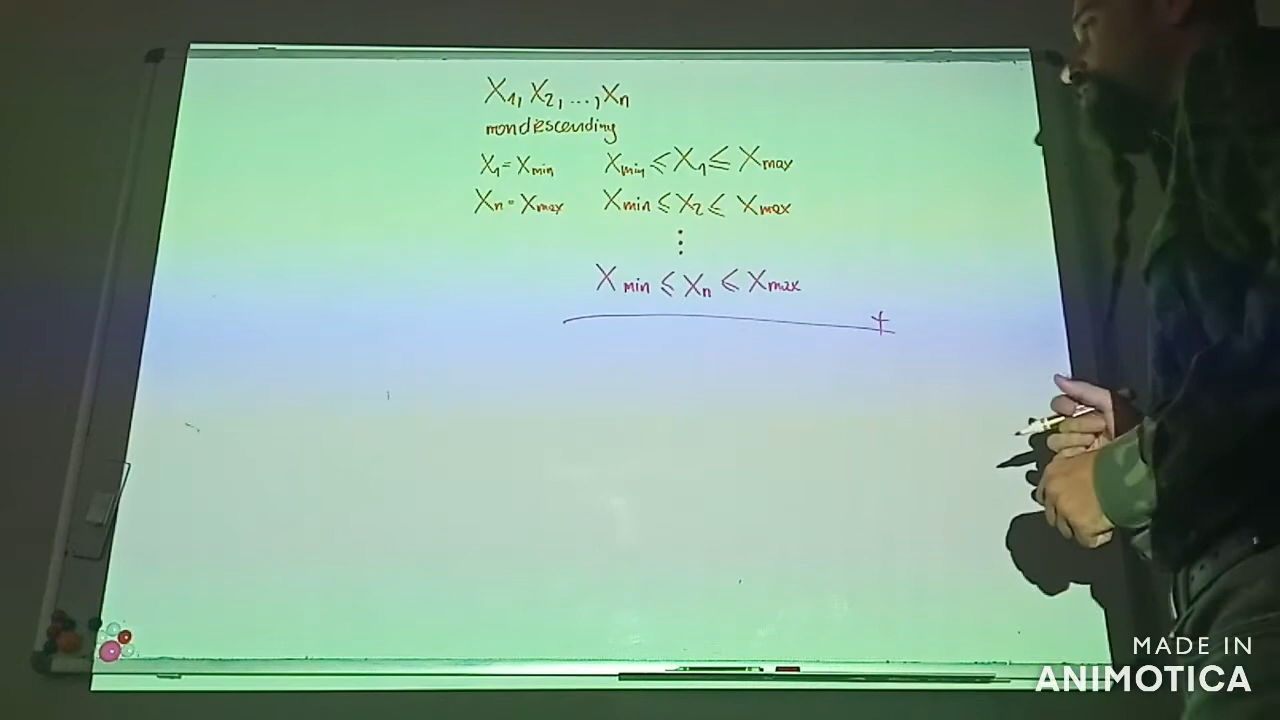 X1, X2, ..., Xn
nondescending
X1 = Xmin Xmin ≤ X1 ≤ Xmax
Xn = Xmax Xmin ≤ X2 ≤ Xmax
⋮
Xmin ≤ Xn ≤ Xmax
+
MADE IN
ANIMOTICA